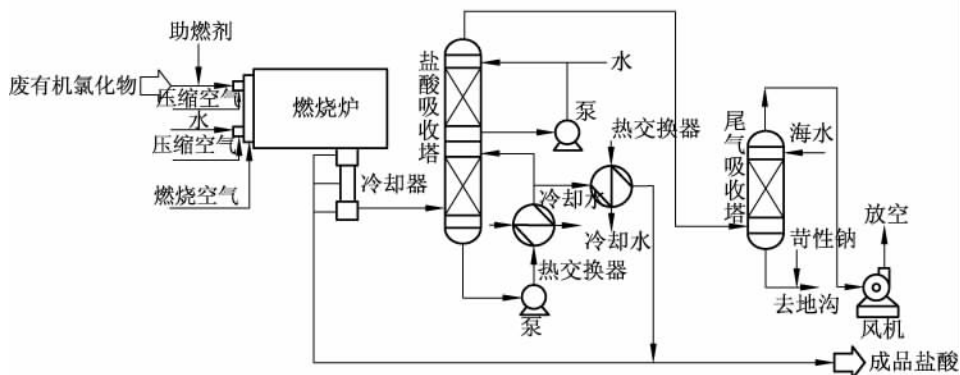 助燃剂
废有机氯化物
压缩空气
水
压缩空气
燃烧空气
燃烧炉
冷却器
盐酸吸收塔
水
泵
热交换器
冷却水
冷却水
热交换器
泵
尾气吸收塔
海水
苛性钠
去地沟
放空
风机
成品盐酸